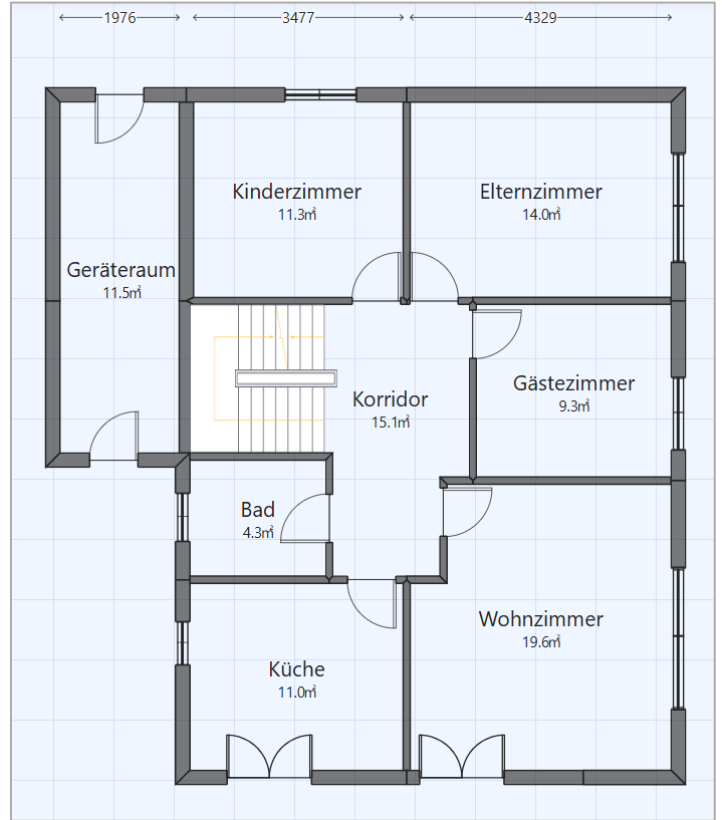 1976 3477 4329
Kinderzimmer
11.3㎡
Elternzimmer
14.0㎡
Geräteraum
11.5㎡
Gästezimmer
9.3㎡
Korridor
15.1㎡
Bad
4.3㎡
Wohnzimmer
19.6㎡
Küche
11.0㎡